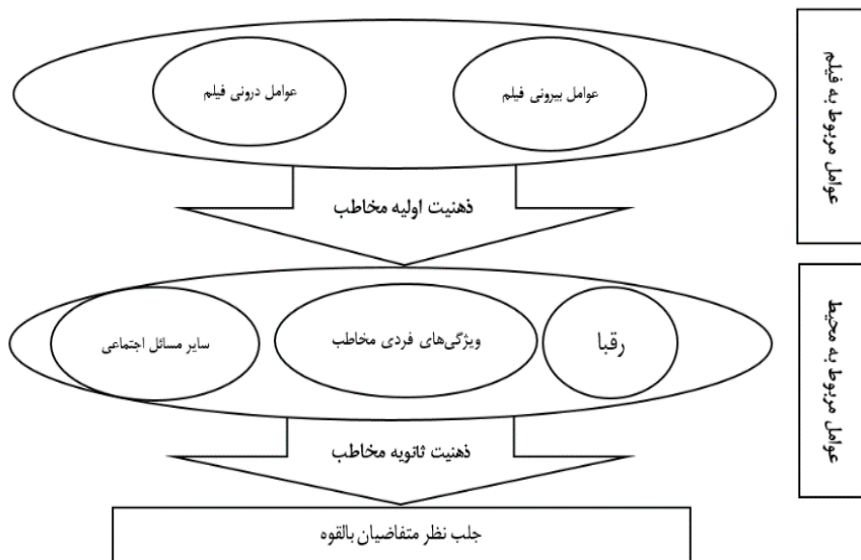 عوامل مربوط به فیلم
عوامل بیرونی فیلم
عوامل درونی فیلم
ذهنیت اولیه مخاطب
عوامل مربوط به محیط
رقبا
ویژگی‌های فردی مخاطب
سایر مسائل اجتماعی
ذهنیت ثانویه مخاطب
جلب نظر متقاضیان بالقوه